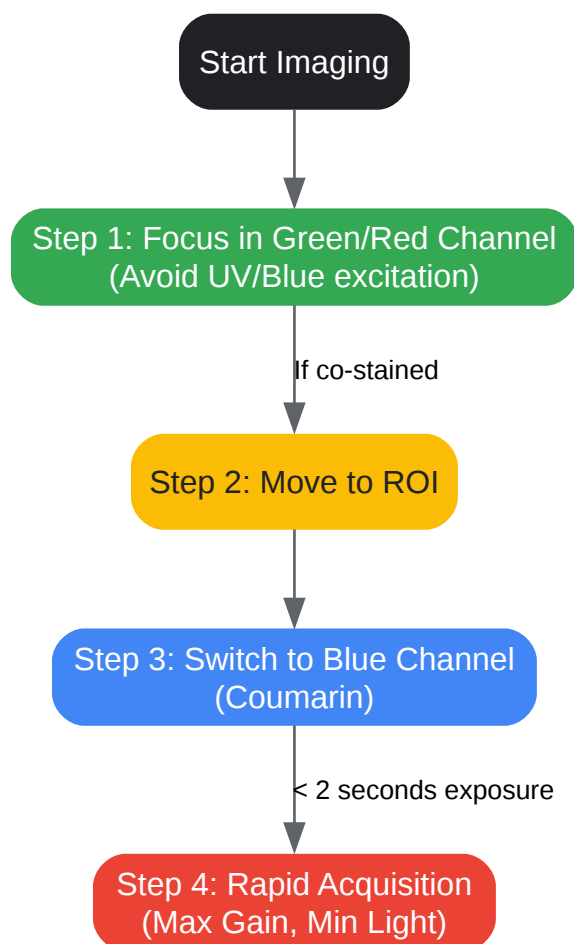 Start Imaging
Step 1: Focus in Green/Red Channel
(Avoid UV/Blue excitation)
If co-stained
Step 2: Move to ROI
Step 3: Switch to Blue Channel
(Coumarin)
< 2 seconds exposure
Step 4: Rapid Acquisition
(Max Gain, Min Light)